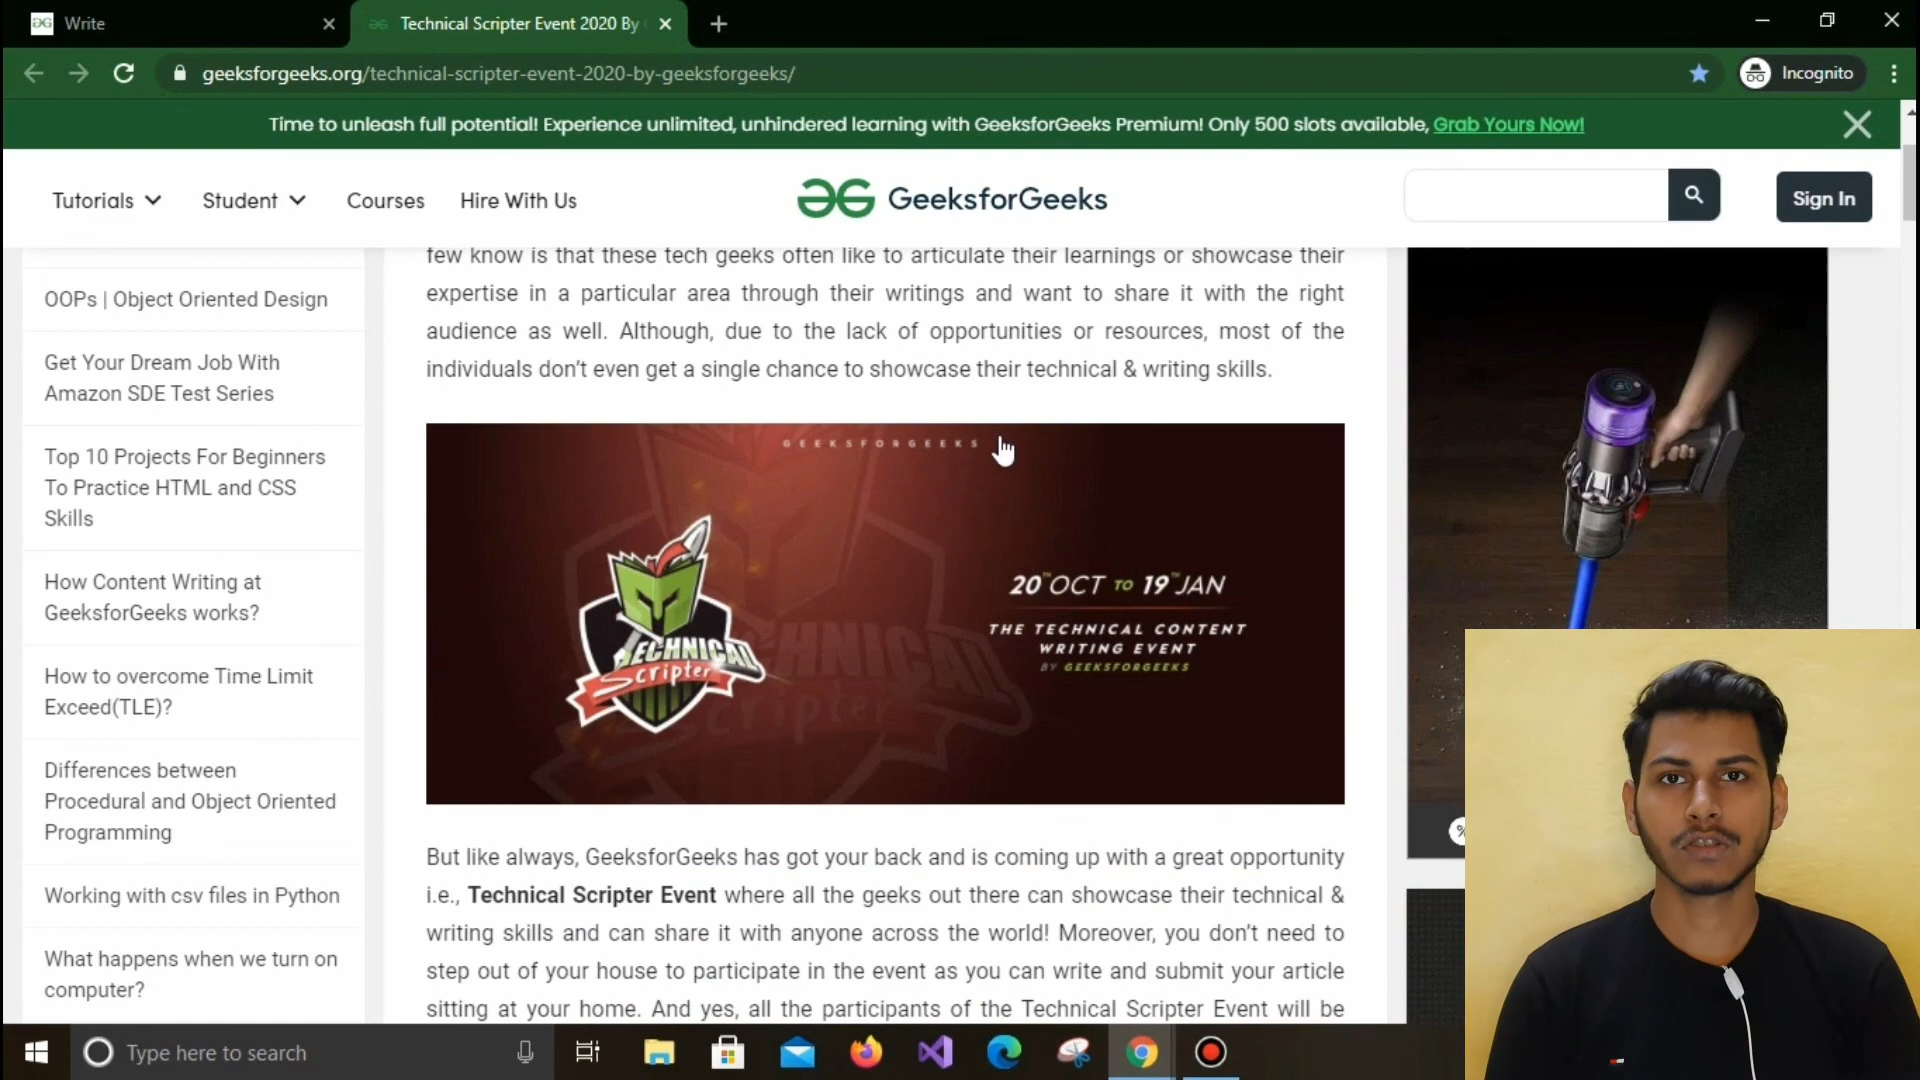 Write
Technical Scripter Event 2020 By
geeksforgeeks.org/technical-scripter-event-2020-by-geeksforgeeks/
Incognito
Time to unleash full potential! Experience unlimited, unhindered learning with GeeksforGeeks Premium! Only 500 slots available, Grab Yours Now!
Tutorials
Student
Courses
Hire With Us
GeeksforGeeks
Sign In
OOPs | Object Oriented Design
Get Your Dream Job With
Amazon SDE Test Series
Top 10 Projects For Beginners
To Practice HTML and CSS
Skills
How Content Writing at
GeeksforGeeks works?
How to overcome Time Limit
Exceed(TLE)?
Differences between
Procedural and Object Oriented
Programming
Working with csv files in Python
What happens when we turn on
computer?
few know is that these tech geeks often like to articulate their learnings or showcase their
expertise in a particular area through their writings and want to share it with the right
audience as well. Although, due to the lack of opportunities or resources, most of the
individuals don’t even get a single chance to showcase their technical & writing skills.
GEEKSFORGEEKS
TECHNICAL
Scripter
20TH OCT TO 19TH JAN
THE TECHNICAL CONTENT
WRITING EVENT
BY GEEKSFORGEEKS
But like always, GeeksforGeeks has got your back and is coming up with a great opportunity
i.e., Technical Scripter Event where all the geeks out there can showcase their technical &
writing skills and can share it with anyone across the world! Moreover, you don’t need to
step out of your house to participate in the event as you can write and submit your article
sitting at your home. And yes, all the participants of the Technical Scripter Event will be
%
Type here to search